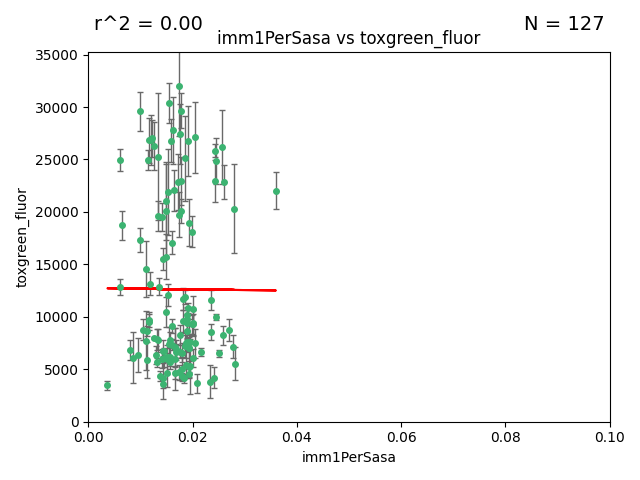 r^2 = 0.00
N = 127
imm1PerSasa vs toxgreen_fluor
35000
30000
25000
20000
15000
10000
5000
0
toxgreen_fluor
0.00
0.02
0.04
0.06
0.08
0.10
imm1PerSasa